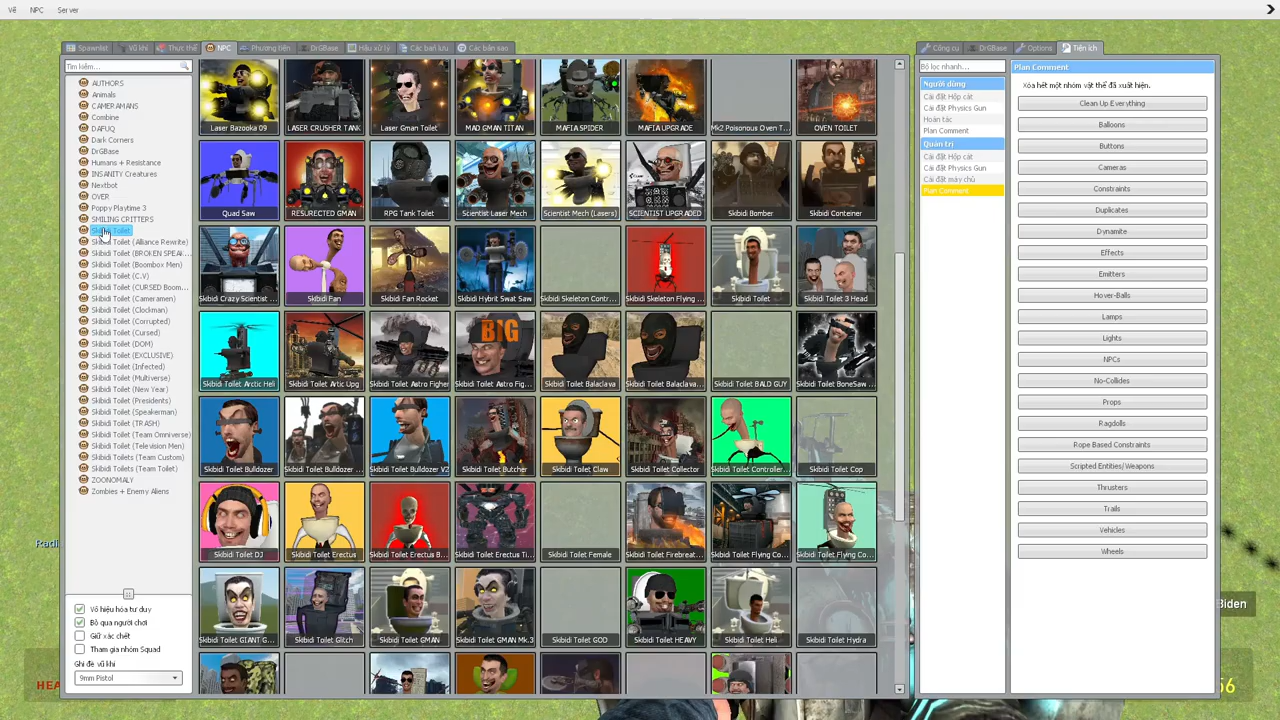 Vẽ NPC Server
Spawnlist Vũ khí Thực thể NPC Phương tiện DrGBase Hậu xử lý Các bản lưu Các bản sao
Tìm kiếm...
AUTHORS
Animals
CAMERAMANS
Combine
DAFUQ
Dark Corners
DrGBase
Humans + Resistance
INSANITY Creatures
Nextbot
OVER
Poppy Playtime 3
SMILING CRITTERS
Skibidi Toilet
Skibidi Toilet (Alliance Rewrite)
Skibidi Toilet (BROKEN SPEAK...
Skibidi Toilet (Boombox Men)
Skibidi Toilet (C.V)
Skibidi Toilet (CURSED Boom...
Skibidi Toilet (Cameramen)
Skibidi Toilet (Clockman)
Skibidi Toilet (Corrupted)
Skibidi Toilet (Cursed)
Skibidi Toilet (DOM)
Skibidi Toilet (EXCLUSIVE)
Skibidi Toilet (Infected)
Skibidi Toilet (Multiverse)
Skibidi Toilet (New Year)
Skibidi Toilet (Presidents)
Skibidi Toilet (Speakerman)
Skibidi Toilet (TRASH)
Skibidi Toilet (Team Omniverse)
Skibidi Toilet (Television Men)
Skibidi Toilets (Team Custom)
Skibidi Toilets (Team Toilet)
ZOONOMALY
Zombies + Enemy Aliens
Vô hiệu hóa tư duy
Bỏ qua người chơi
Giữ xác chết
Tham gia nhóm Squad
Ghi đè vũ khí
9mm Pistol
Laser Bazooka 09 LASER CRUSHER TANK Laser Gman Toilet MAD GMAN TITAN MAFIA SPIDER MAFIA UPGRADE Mk2 Poisonous Oven T... OVEN TOILET
Quad Saw RESURECTED GMAN RPG Tank Toilet Scientist Laser Mech Scientist Mech (Lasers) SCIENTIST UPGRADED Skibidi Bomber Skibidi Conteiner
Skibidi Crazy Scientist ... Skibidi Fan Skibidi Fan Rocket Skibidi Hybrit Swat Saw Skibidi Skeleton Contr... Skibidi Skeleton Flying ... Skibidi Toilet Skibidi Toilet 3 Head
BIG
Skibidi Toilet Arctic Heli Skibidi Toilet Artic Upg Skibidi Toilet Astro Fighter Skibidi Toilet Astro Fig... Skibidi Toilet Balaclava Skibidi Toilet Balaclava... Skibidi Toilet BALD GUY Skibidi Toilet BoneSaw ...
Skibidi Toilet Bulldozer Skibidi Toilet Bulldozer ... Skibidi Toilet Bulldozer V2 Skibidi Toilet Butcher Skibidi Toilet Claw Skibidi Toilet Collector Skibidi Toilet Controller... Skibidi Toilet Cop
Skibidi Toilet DJ Skibidi Toilet Erectus Skibidi Toilet Erectus B... Skibidi Toilet Erectus Ti... Skibidi Toilet Female Skibidi Toilet Firebreat... Skibidi Toilet Flying Co... Skibidi Toilet Flying Co...
Skibidi Toilet GIANT G... Skibidi Toilet Glitch Skibidi Toilet GMAN Skibidi Toilet GMAN Mk.3 Skibidi Toilet GOD Skibidi Toilet HEAVY Skibidi Toilet Heli Skibidi Toilet Hydra
Công cụ DrGBase Options Tiện ích
Bộ lọc nhanh...
Người dùng
Cài đặt Hộp cát
Cài đặt Physics Gun
Hoàn tác
Plan Comment
Quản trị
Cài đặt Hộp cát
Cài đặt Physics Gun
Cài đặt máy chủ
Plan Comment
Plan Comment
Xóa hết một nhóm vật thể đã xuất hiện.
Clean Up Everything
Balloons
Buttons
Cameras
Constraints
Duplicates
Dynamite
Effects
Emitters
Hover-Balls
Lamps
Lights
NPCs
No-Collides
Props
Ragdolls
Rope Based Constraints
Scripted Entities/Weapons
Thrusters
Trails
Vehicles
Wheels
Biden